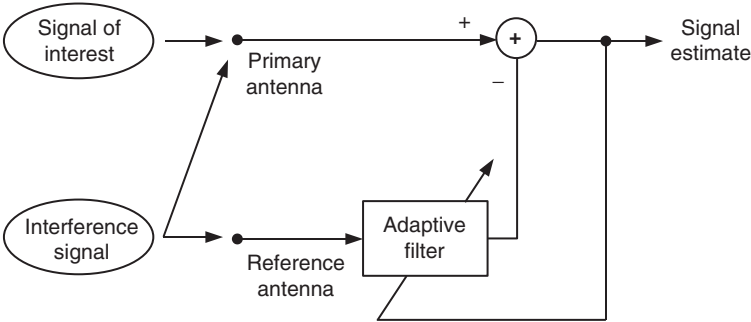 Signal of
interest
Primary
antenna
+
+
−
Signal
estimate
Interference
signal
Reference
antenna
Adaptive
filter